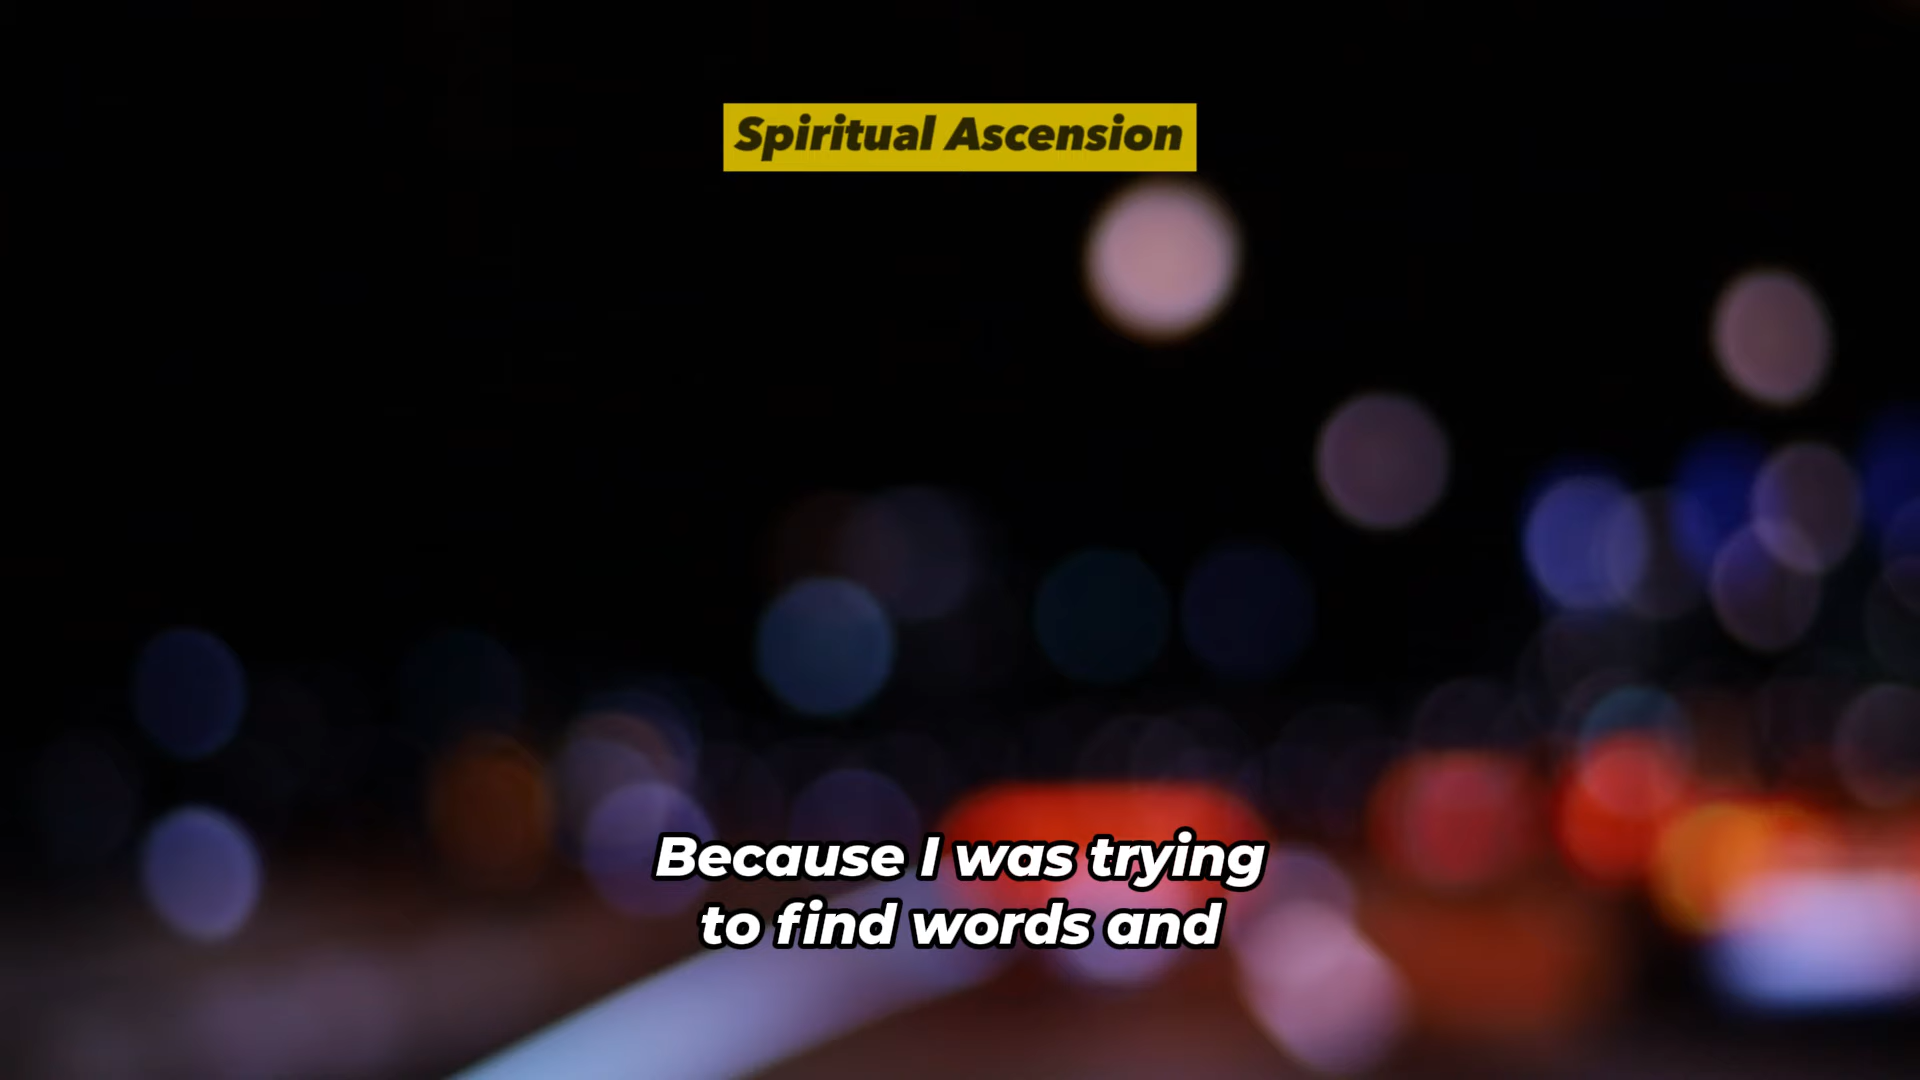 Spiritual Ascension
Because I was trying
to find words and